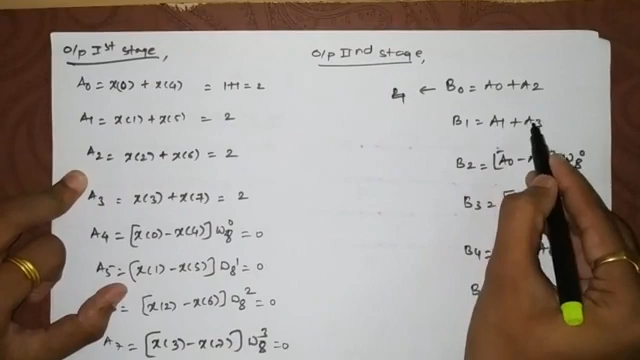 O/p Ist stage,
A0 = x(0) + x(4) = 1+1 = 2
A1 = x(1) + x(5) = 2
A2 = x(2) + x(6) = 2
A3 = x(3) + x(7) = 2
A4 = [x(0) - x(4)] W8^0 = 0
A5 = [x(1) - x(5)] W8^1 = 0
= [x(2) - x(6)] W8^2 = 0
A7 = [x(3) - x(7)] W8^3 = 0
O/p IInd stage,
4 ← B0 = A0 + A2
B1 = A1 + A3
B2 = [A0 -
B3 =
B4 =